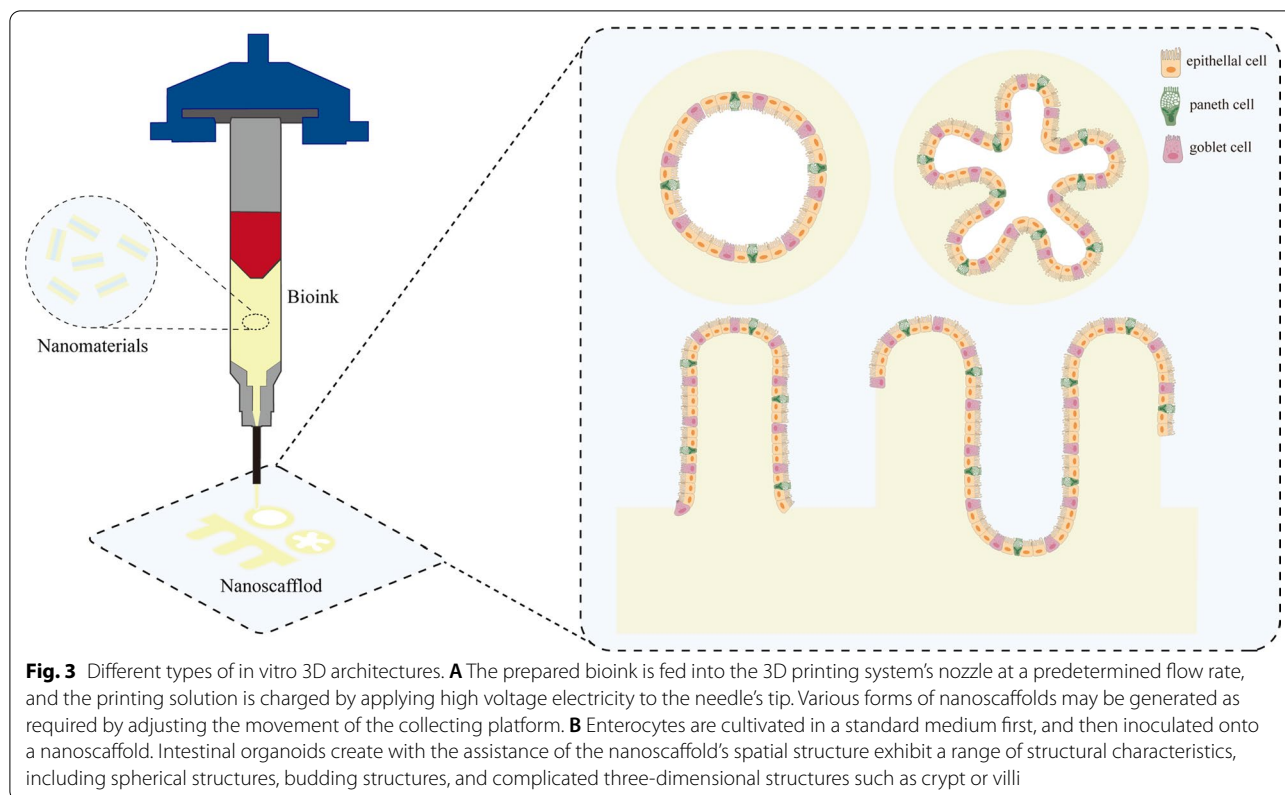 epithellal cell
paneth cell
goblet cell
Bioink
Nanomaterials
Nanoscafflod
Fig. 3 Different types of in vitro 3D architectures. A The prepared bioink is fed into the 3D printing system's nozzle at a predetermined flow rate,
and the printing solution is charged by applying high voltage electricity to the needle's tip. Various forms of nanoscaffolds may be generated as
required by adjusting the movement of the collecting platform. B Enterocytes are cultivated in a standard medium first, and then inoculated onto
a nanoscaffold. Intestinal organoids create with the assistance of the nanoscaffold's spatial structure exhibit a range of structural characteristics,
including spherical structures, budding structures, and complicated three-dimensional structures such as crypt or villi